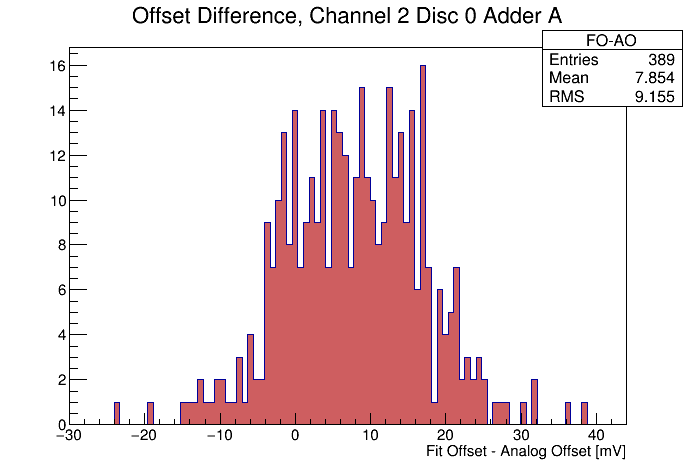 Offset Difference, Channel 2 Disc 0 Adder A
FO-AO
Entries 389
Mean 7.854
RMS 9.155
16
14
12
10
8
6
4
2
0
−30 −20 −10 0 10 20 30 40
Fit Offset - Analog Offset [mV]